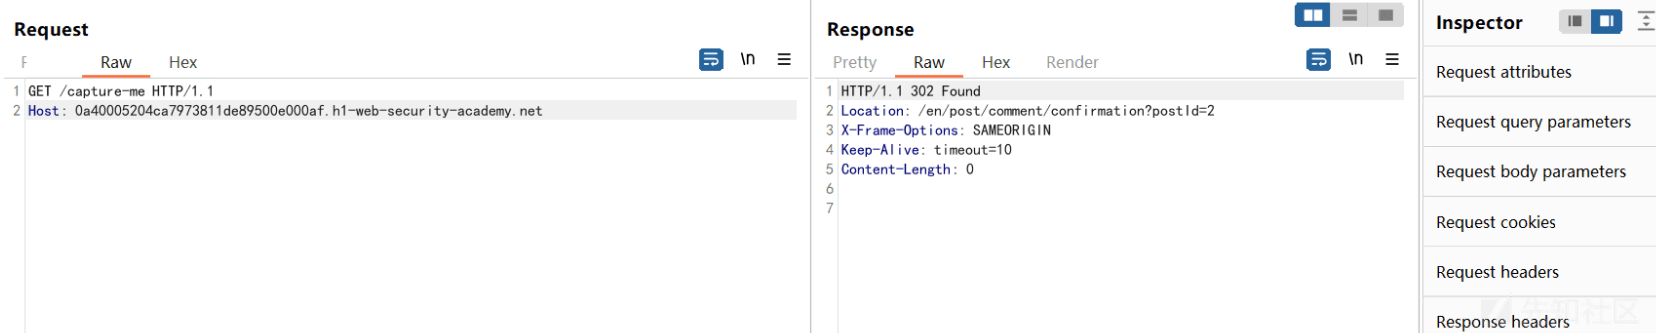 Request
Raw Hex \n
1 GET /capture-me HTTP/1.1
2 Host: 0a40005204ca7973811de89500e000af.h1-web-security-academy.net
Response
Pretty Raw Hex Render \n
1 HTTP/1.1 302 Found
2 Location: /en/post/comment/confirmation?postId=2
3 X-Frame-Options: SAMEORIGIN
4 Keep-Alive: timeout=10
5 Content-Length: 0
6
7
Inspector
Request attributes
Request query parameters
Request body parameters
Request cookies
Request headers
Response headers
先知社区